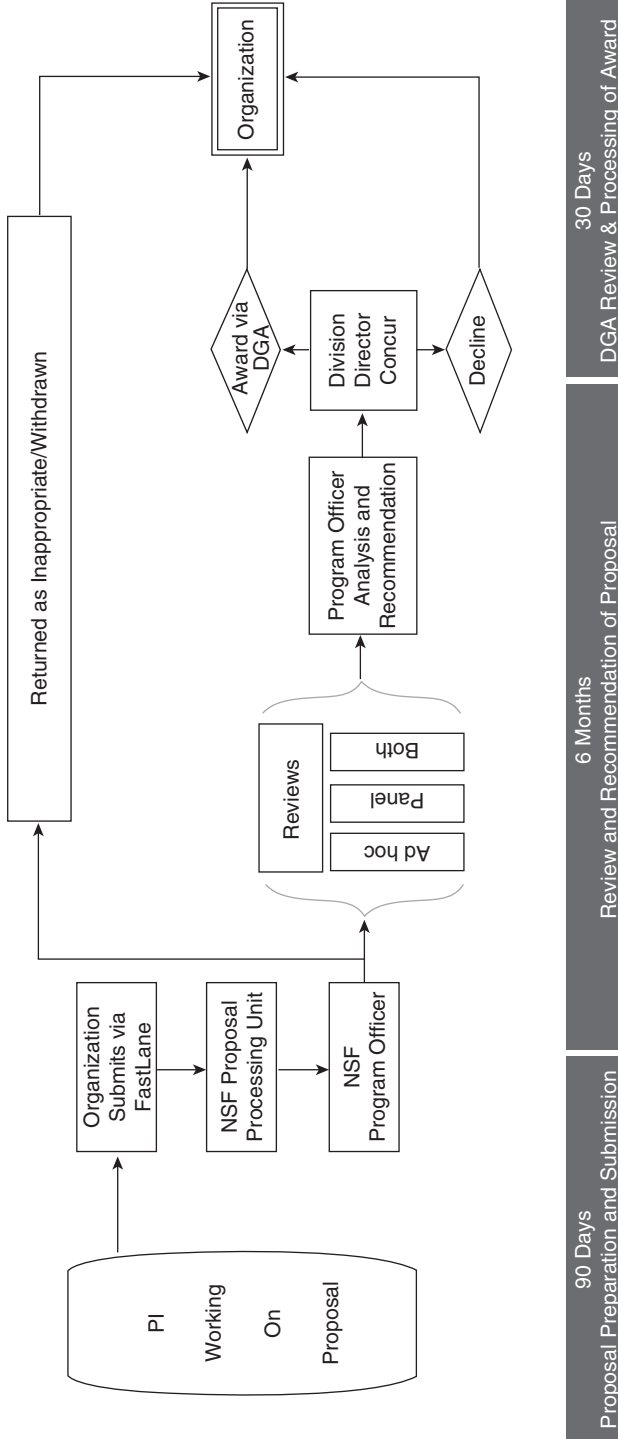 PI
Working
On
Proposal
Organization
Submits via
FastLane
NSF Proposal
Processing Unit
NSF
Program Officer
Returned as Inappropriate/Withdrawn
Reviews
Ad hoc
Panel
Both
Program Officer
Analysis and
Recommendation
Division
Director
Concur
Award via
DGA
Decline
Organization
90 Days
Proposal Preparation and Submission
6 Months
Review and Recommendation of Proposal
30 Days
DGA Review & Processing of Award